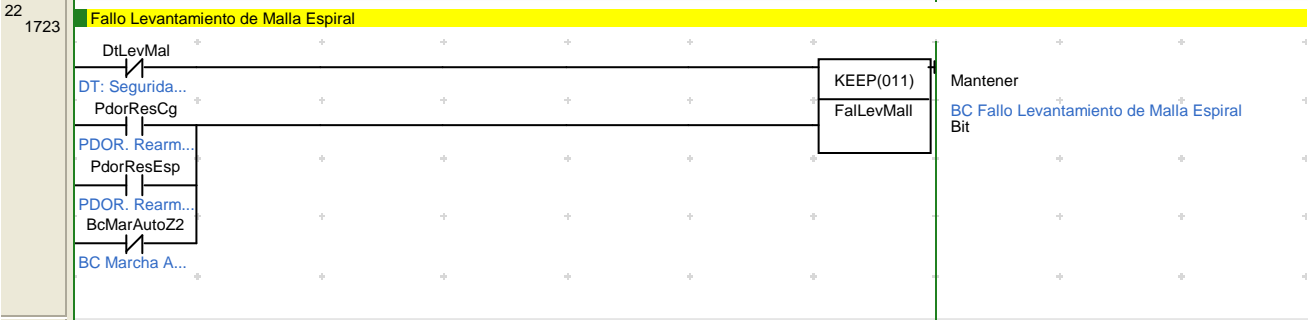 22
1723
Fallo Levantamiento de Malla Espiral
DtLevMal
DT: Segurida...
KEEP(011)
Mantener
PdorResCg
FalLevMall
BC Fallo Levantamiento de Malla Espiral
Bit
PDOR. Rearm...
PdorResEsp
PDOR. Rearm...
BcMarAutoZ2
BC Marcha A...